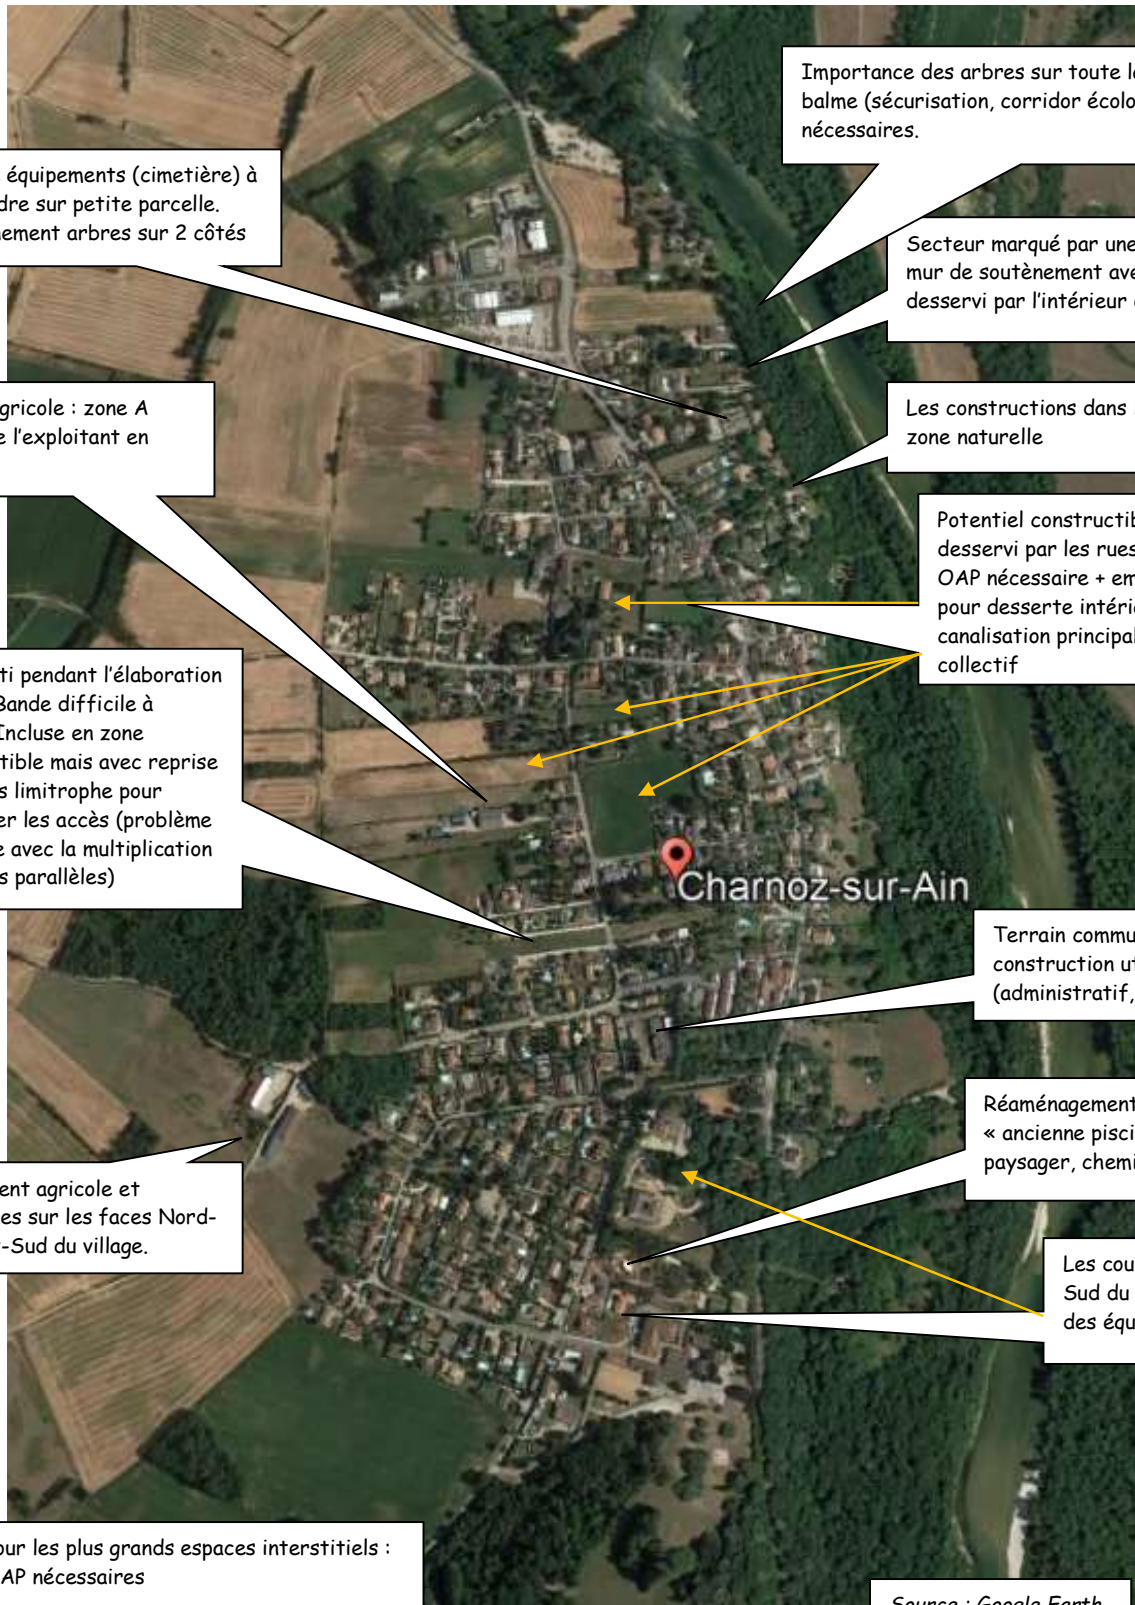 Importance des arbres sur toute l
balme (sécurisation, corridor écolo
nécessaires.
équipements (cimetière) à
dre sur petite parcelle.
ement arbres sur 2 côtés
Secteur marqué par une
mur de soutènement ave
desservi par l'intérieur
gricole : zone A
e l'exploitant en
Les constructions dans
zone naturelle
Potentiel constructib
desservi par les rues
OAP nécessaire + em
pour desserte intéri
canalisation principal
collectif
ti pendant l'élaboration
Bande difficile à
Incluse en zone
tible mais avec reprise
s limitrophe pour
er les accès (problème
e avec la multiplication
s parallèles)
Charnoz-sur-Ain
Terrain commu
construction ut
(administratif,
Réaménagement
« ancienne pisci
paysager, chemi
ent agricole et
es sur les faces Nord-
-Sud du village.
Les cou
Sud du
des équ
our les plus grands espaces interstitiels :
AP nécessaires
Source : Google Earth